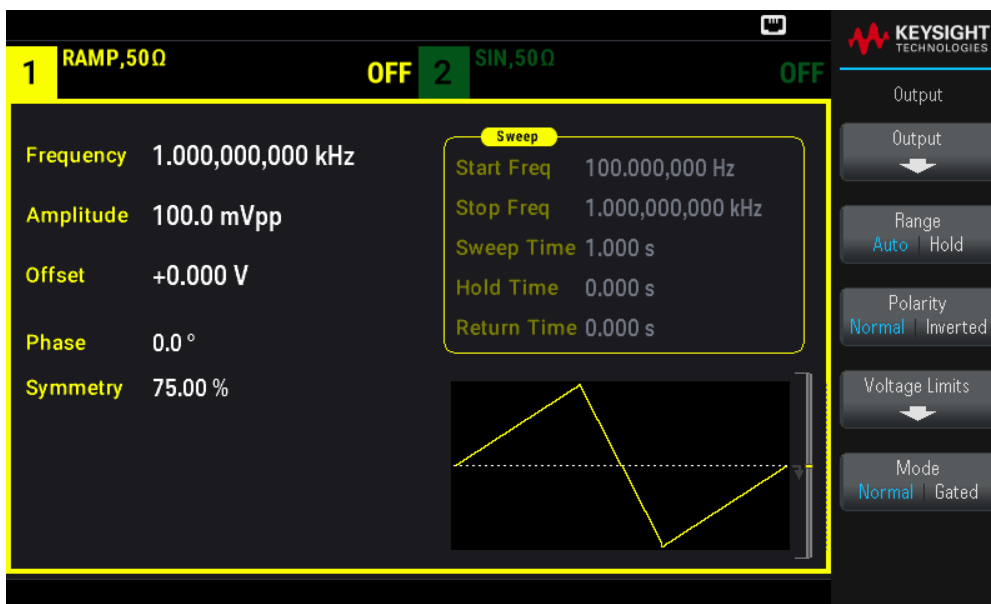 1 RAMP,50Ω OFF
2 SIN,50Ω OFF
Frequency 1.000,000,000 kHz
Amplitude 100.0 mVpp
Offset +0.000 V
Phase 0.0 °
Symmetry 75.00 %
Sweep
Start Freq 100.000,000 Hz
Stop Freq 1.000,000,000 kHz
Sweep Time 1.000 s
Hold Time 0.000 s
Return Time 0.000 s
KEYSIGHT
TECHNOLOGIES
Output
Output
Range
Auto | Hold
Polarity
Normal | Inverted
Voltage Limits
Mode
Normal | Gated